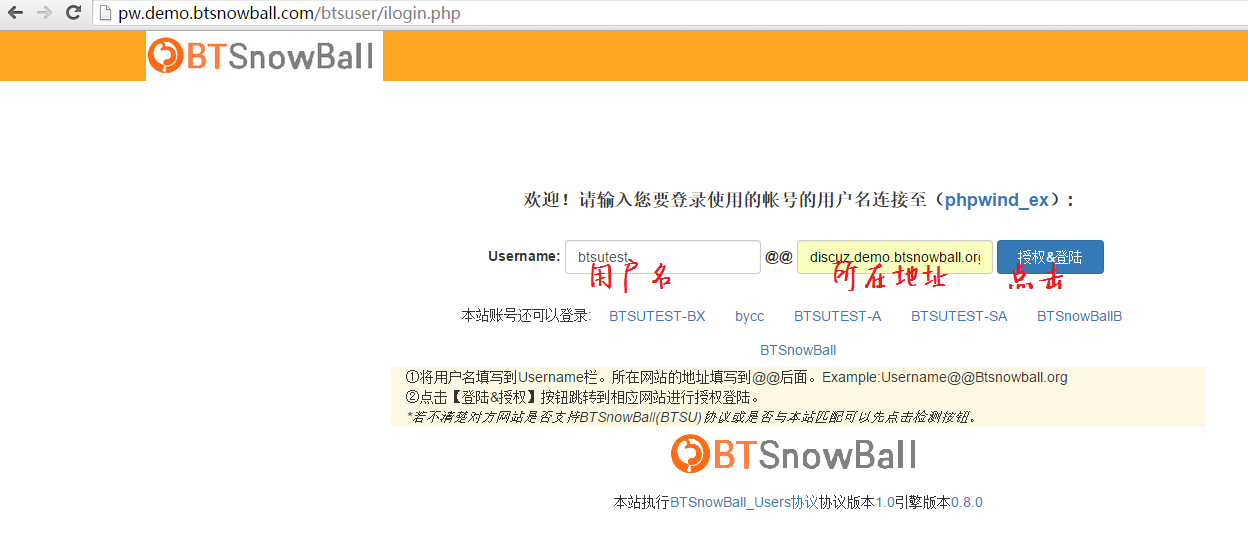 pw.demo.btsnowball.com/btsuser/ilogin.php
BTSnowBall
欢迎！请输入您要登录使用的帐号的用户名连接至（phpwind_ex）:
Username: btsutest @@ discuz.demo.btsnowball.org 授权&登陆
用户名 所在地址 点击
本站账号还可以登录: BTSUTEST-BX bycc BTSUTEST-A BTSUTEST-SA BTSnowBallB
BTSnowBall
①将用户名填写到Username栏。所在网站的地址填写到@@后面。Example:Username@@Btsnowball.org
②点击【登陆&授权】按钮跳转到相应网站进行授权登陆。
*若不清楚对方网站是否支持BTSnowBall(BTSU)协议或是否与本站匹配可以先点击检测按钮。
BTSnowBall
本站执行BTSnowBall_Users协议协议版本1.0引擎版本0.8.0